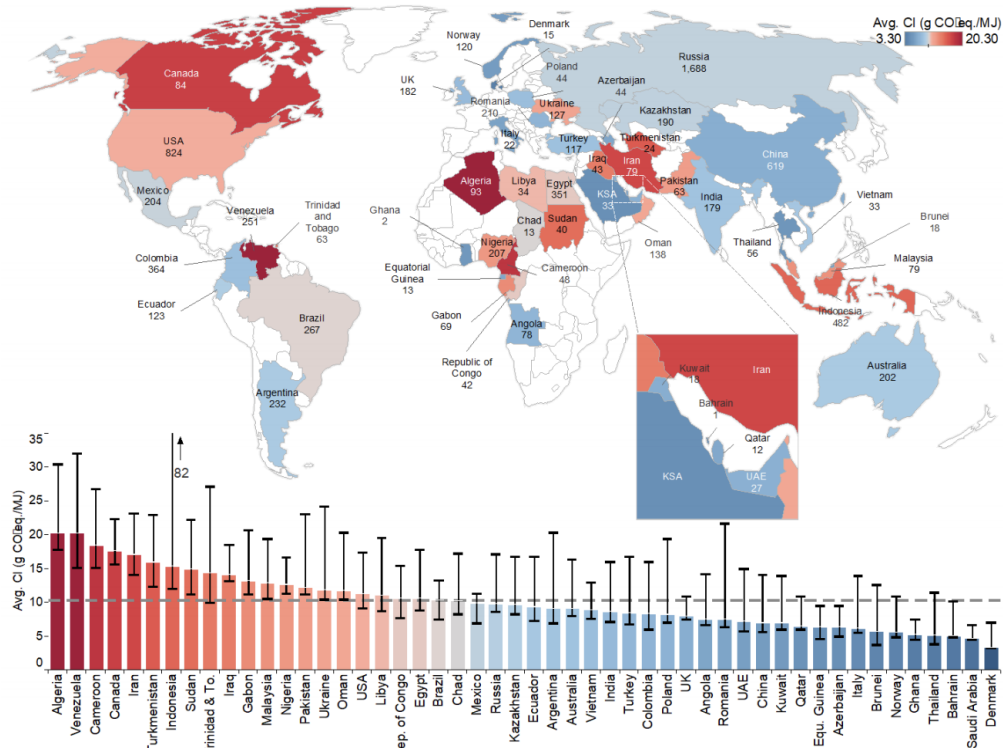 Denmark
15
Avg. CI (g CO₂eq./MJ)
3.30
20.30
Norway
120
Poland
44
Azerbaijan
44
Russia
1,688
Canada
84
UK
182
Romania
210
Ukraine
127
Kazakhstan
190
USA
824
Italy
22
Turkey
117
Turkmenistan
24
China
619
Mexico
204
Algeria
93
Libya
34
Egypt
351
Iraq
43
Iran
79
Pakistan
63
India
179
KSA
33
Vietnam
33
Venezuela
251
Trinidad
and
Tobago
63
Ghana
2
Chad
13
Sudan
40
Oman
138
Thailand
56
Brunei
18
Malaysia
79
Colombia
364
Nigeria
207
Equatorial
Guinea
13
Cameroon
48
Ecuador
123
Brazil
267
Gabon
69
Angola
78
Indonesia
482
Republic of
Congo
42
Australia
202
Argentina
232
Kuwait
18
Iran
Bahrain
1
Qatar
12
KSA
UAE
27
Avg. CI (g CO₂eq./MJ)
35
30
25
20
15
10
5
0
82
Algeria
Venezuela
Cameroon
Canada
Iran
Turkmenistan
Indonesia
Sudan
Trinidad & To.
Iraq
Gabon
Malaysia
Nigeria
Pakistan
Ukraine
Oman
USA
Libya
ep. of Congo
Egypt
Brazil
Chad
Mexico
Russia
Kazakhstan
Ecuador
Argentina
Australia
Vietnam
India
Turkey
Colombia
Poland
UK
Angola
Romania
UAE
China
Kuwait
Qatar
Equ. Guinea
Azerbaijan
Italy
Brunei
Norway
Ghana
Thailand
Bahrain
Saudi Arabia
Denmark